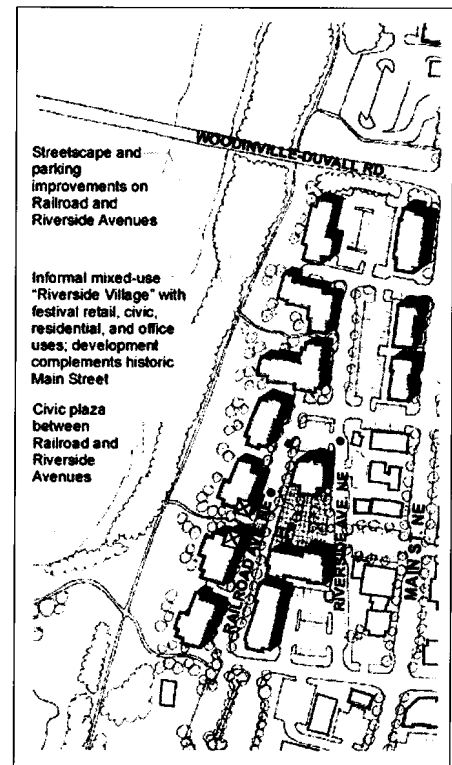 WOODINVILLE-DUVALL RD.
Streetscape and
parking
improvements on
Railroad and
Riverside Avenues
Informal mixed-use
"Riverside Village" with
festival retail, civic,
residential, and office
uses; development
complements historic
Main Street
Civic plaza
between
Railroad and
Riverside
Avenues
RAILROAD AVE NE
RIVERSIDE AVE. NE
MAIN ST. NE